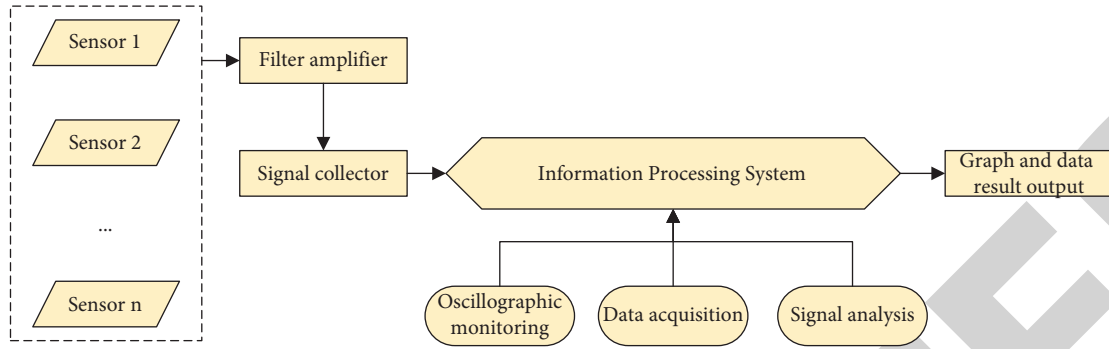 Sensor 1
Sensor 2
...
Sensor n
Filter amplifier
Signal collector
Information Processing System
Graph and data
result output
Oscillographic
monitoring
Data acquisition
Signal analysis